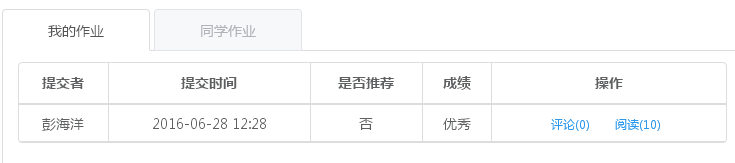 我的作业 同学作业
提交者 提交时间 是否推荐 成绩 操作
彭海洋 2016-06-28 12:28 否 优秀 评论(0) 阅读(10)